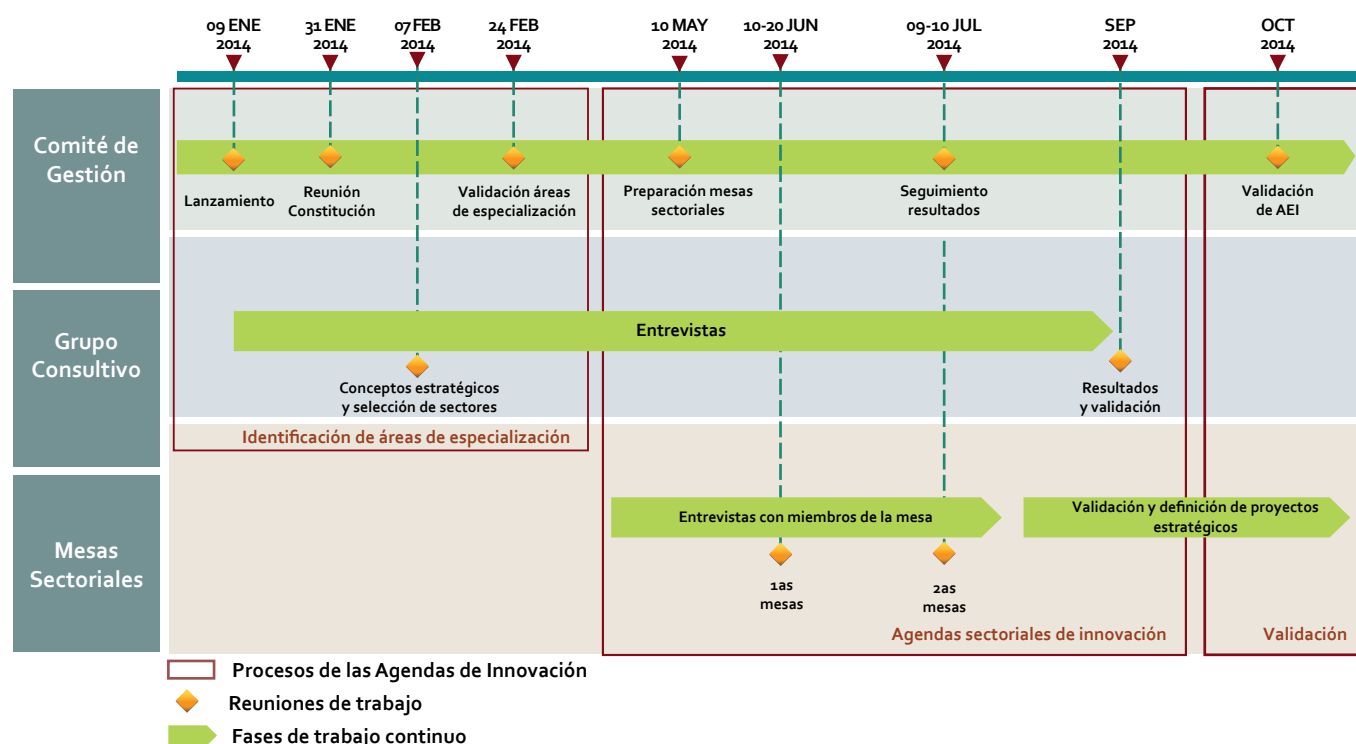 09 ENE
2014
31 ENE
2014
07 FEB
2014
24 FEB
2014
10 MAY
2014
10-20 JUN
2014
09-10 JUL
2014
SEP
2014
OCT
2014
Comité de
Gestión
Lanzamiento
Reunión
Constitución
Validación áreas
de especialización
Preparación mesas
sectoriales
Seguimiento
resultados
Validación
de AEI
Grupo
Consultivo
Entrevistas
Conceptos estratégicos
y selección de sectores
Resultados
y validación
Identificación de áreas de especialización
Mesas
Sectoriales
Entrevistas con miembros de la mesa
Validación y definición de proyectos
estratégicos
1as
mesas
2as
mesas
Agendas sectoriales de innovación
Validación
Procesos de las Agendas de Innovación
Reuniones de trabajo
Fases de trabajo continuo